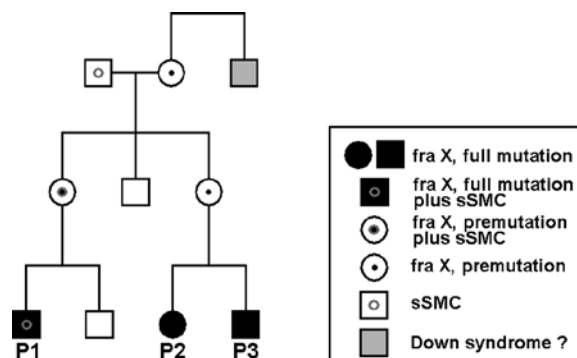 fra X, full mutation
fra X, full mutation
plus sSMC
fra X, premutation
plus sSMC
fra X, premutation
sSMC
Down syndrome ?
P1 P2 P3